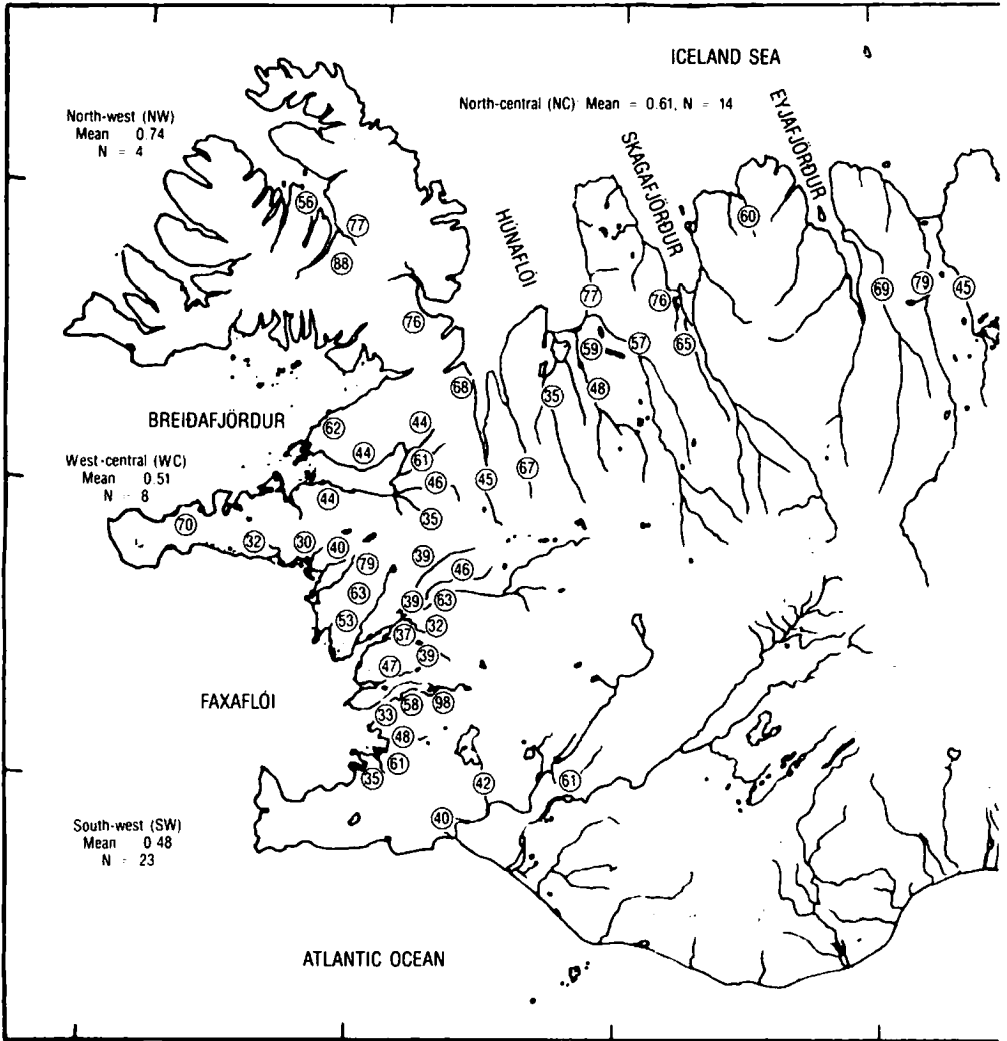 ICELAND SEA
North-central (NC) Mean = 0.61, N = 14
EYJAFJÖRDUR
SKAGAFJÖRDUR
HÚNAFLÓI
North-west (NW)
Mean 0.74
N = 4
56
77
88
60
76
77
76
69
79
45
59
57
65
68
35
48
BREIÐAFJÖRDUR
62
44
44
61
46
45
67
West-central (WC)
Mean 0.51
N = 8
44
35
70
32
30
40
79
39
46
63
39
63
53
37
32
47
39
FAXAFLÓI
33
58
98
48
61
35
42
61
40
South-west (SW)
Mean 0 48
N = 23
ATLANTIC OCEAN